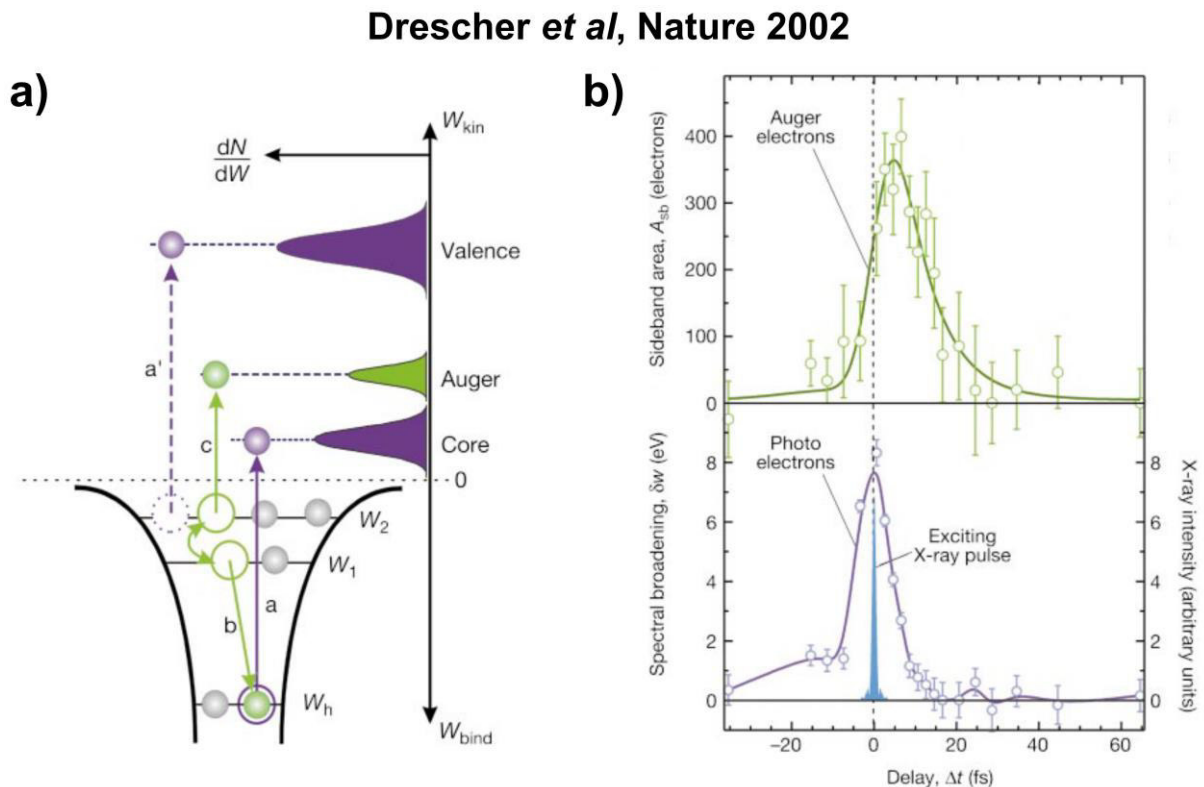 Drescher et al, Nature 2002
a)
W_kin
dN
dW
Valence
a'
Auger
c
Core
0
W_2
W_1
a
b
W_h
W_bind
b)
Sideband area, A_sb (electrons)
400
300
200
100
0
Auger
electrons
Spectral broadening, δw (eV)
8
6
4
2
0
Photo
electrons
Exciting
X-ray pulse
8
6
4
2
0
X-ray intensity (arbitrary units)
−20
0
20
40
60
Delay, Δt (fs)